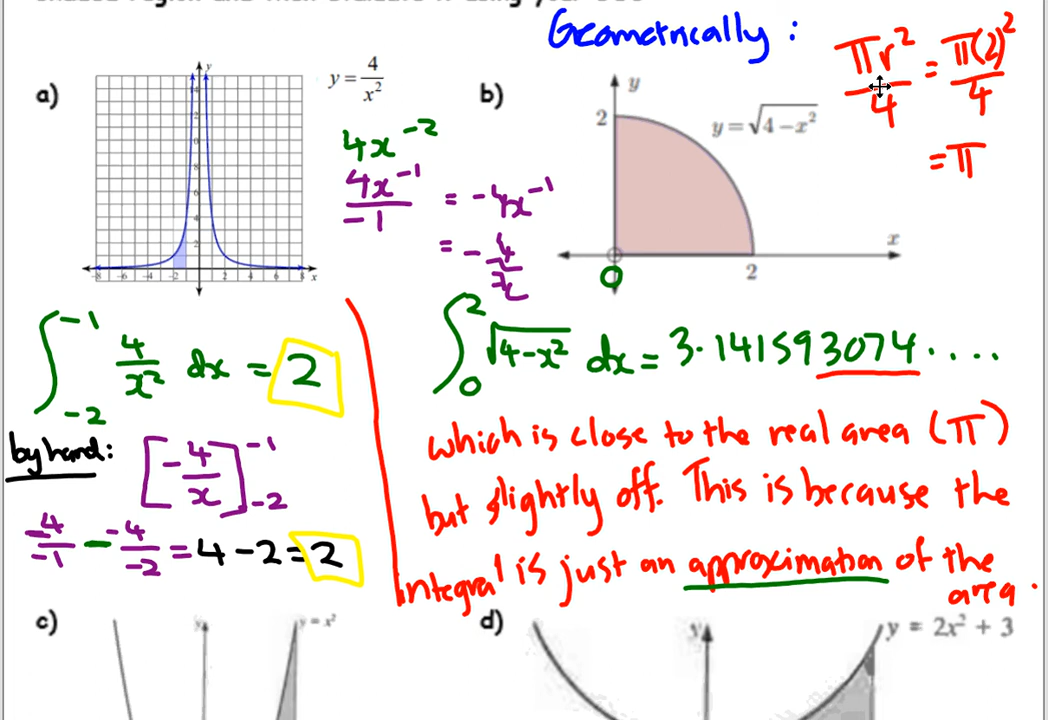 Geometrically :
πr²/4 = π(2)²/4
= π
a)
y = 4/x²
4x⁻²
4x⁻¹/-1 = -4x⁻¹
= -4/x
b)
y
2
y = √4-x²
x
0
2
∫₋₂⁻¹ 4/x² dx = 2
by hand:
[-4/x]₋₂⁻¹
-4/-1 - -4/-2 = 4 - 2 = 2
∫₀² √4-x² dx = 3.141593074....
which is close to the real area (π)
but slightly off. This is because the
integral is just an approximation of the
area.
c)
y = x²
d)
y
y = 2x² + 3